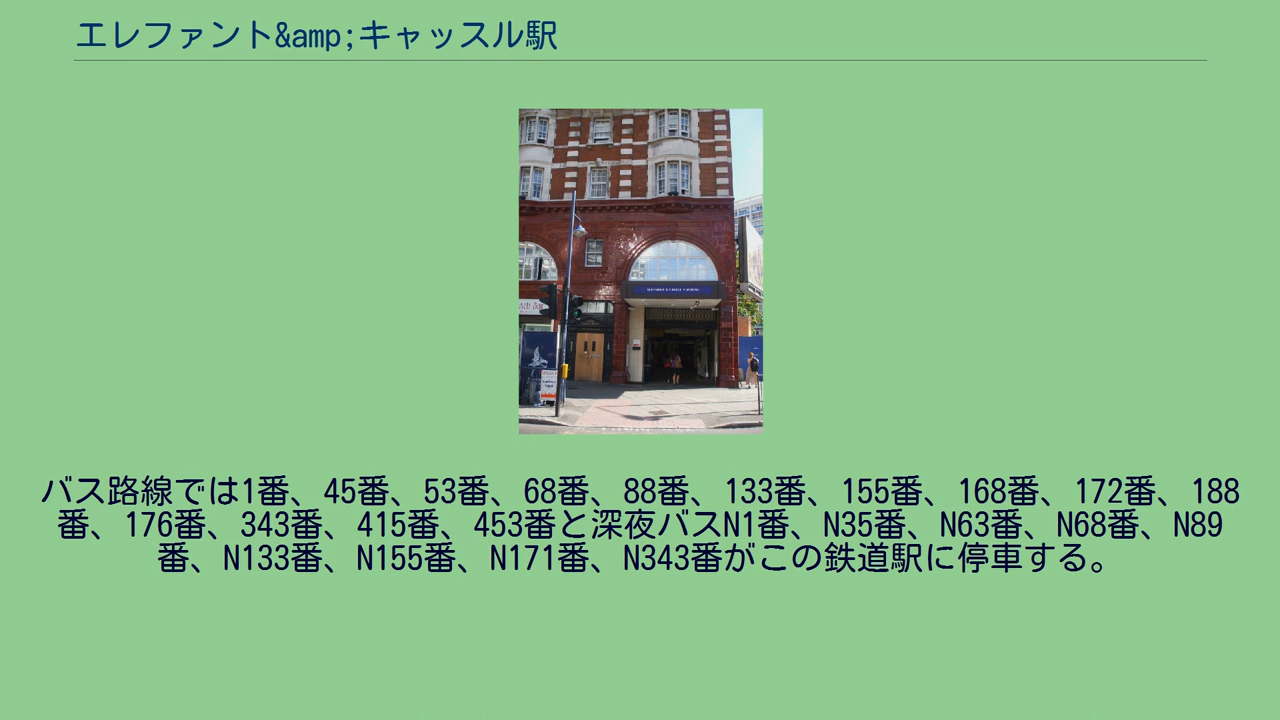 エレファント&amp;キャッスル駅
バス路線では1番、45番、53番、68番、88番、133番、155番、168番、172番、188
番、176番、343番、415番、453番と深夜バスN1番、N35番、N63番、N68番、N89
番、N133番、N155番、N171番、N343番がこの鉄道駅に停車する。